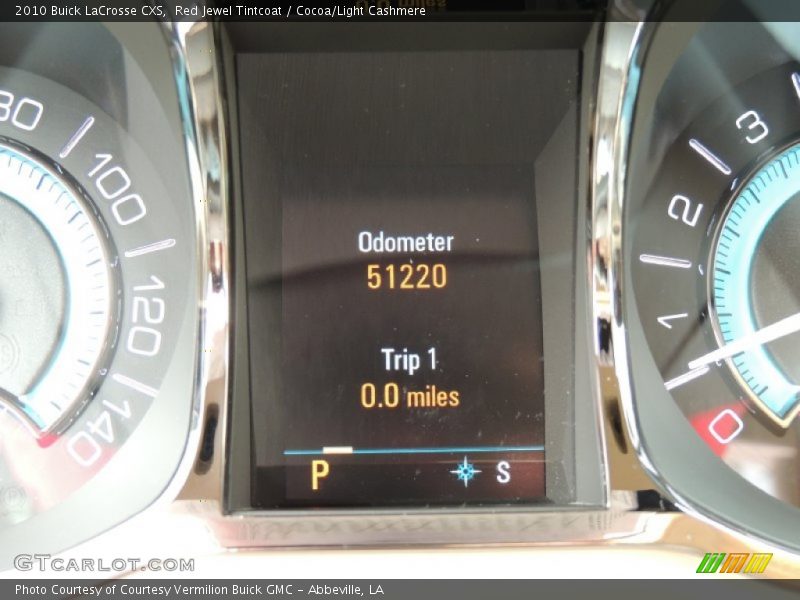 2010 Buick LaCrosse CXS,  Red Jewel Tintcoat / Cocoa/Light Cashmere
80
100
120
140
Odometer
51220
Trip 1
0.0 miles
P S
3
2
1
0
GTCARLOT.COM
Photo Courtesy of Courtesy Vermilion Buick GMC – Abbeville, LA